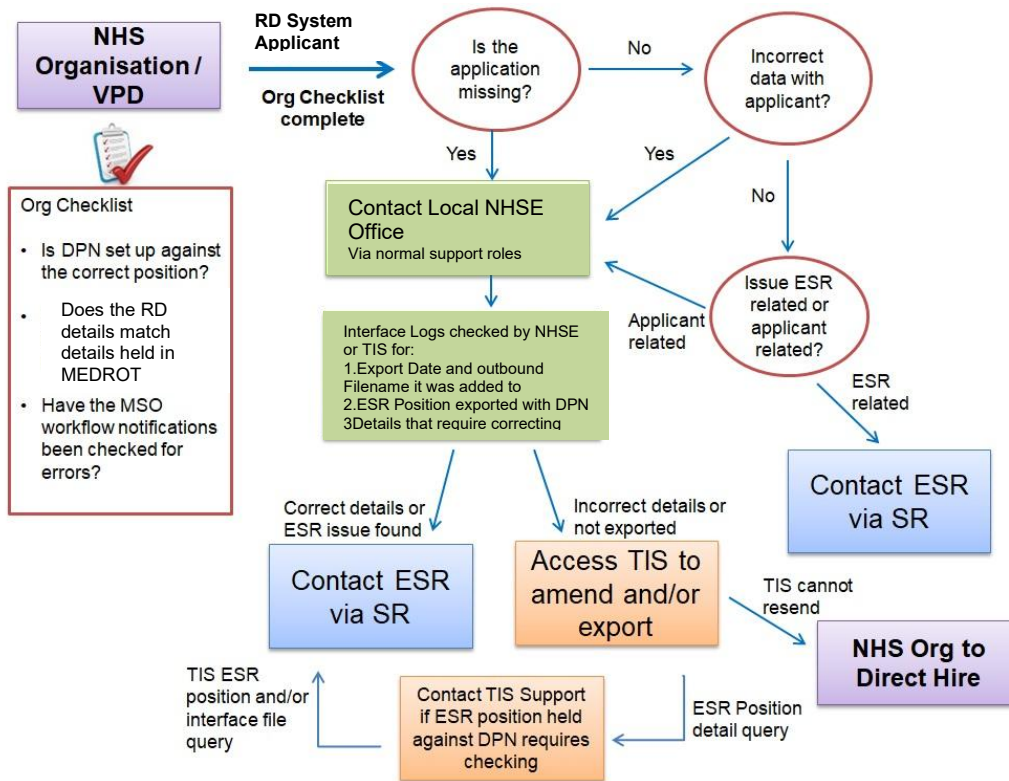 NHS
Organisation /
VPD
RD System
Applicant
Org Checklist
complete
Is the
application
missing?
No
Incorrect
data with
applicant?
Yes
Yes
No
Org Checklist
• Is DPN set up against
the correct position?
• Does the RD
details match
details held in
MEDROT
• Have the MSO
workflow notifications
been checked for
errors?
Contact Local NHSE
Office
Via normal support roles
Issue ESR
related or
applicant
related?
Applicant
related
ESR
related
Interface Logs checked by NHSE
or TIS for:
1.Export Date and outbound
Filename it was added to
2.ESR Position exported with DPN
3Details that require correcting
Contact ESR
via SR
Correct details or
ESR issue found
Incorrect details or
not exported
Contact ESR
via SR
Access TIS to
amend and/or
export
TIS cannot
resend
NHS Org to
Direct Hire
TIS ESR
position and/or
interface file
query
Contact TIS Support
if ESR position held
against DPN requires
checking
ESR Position
detail query